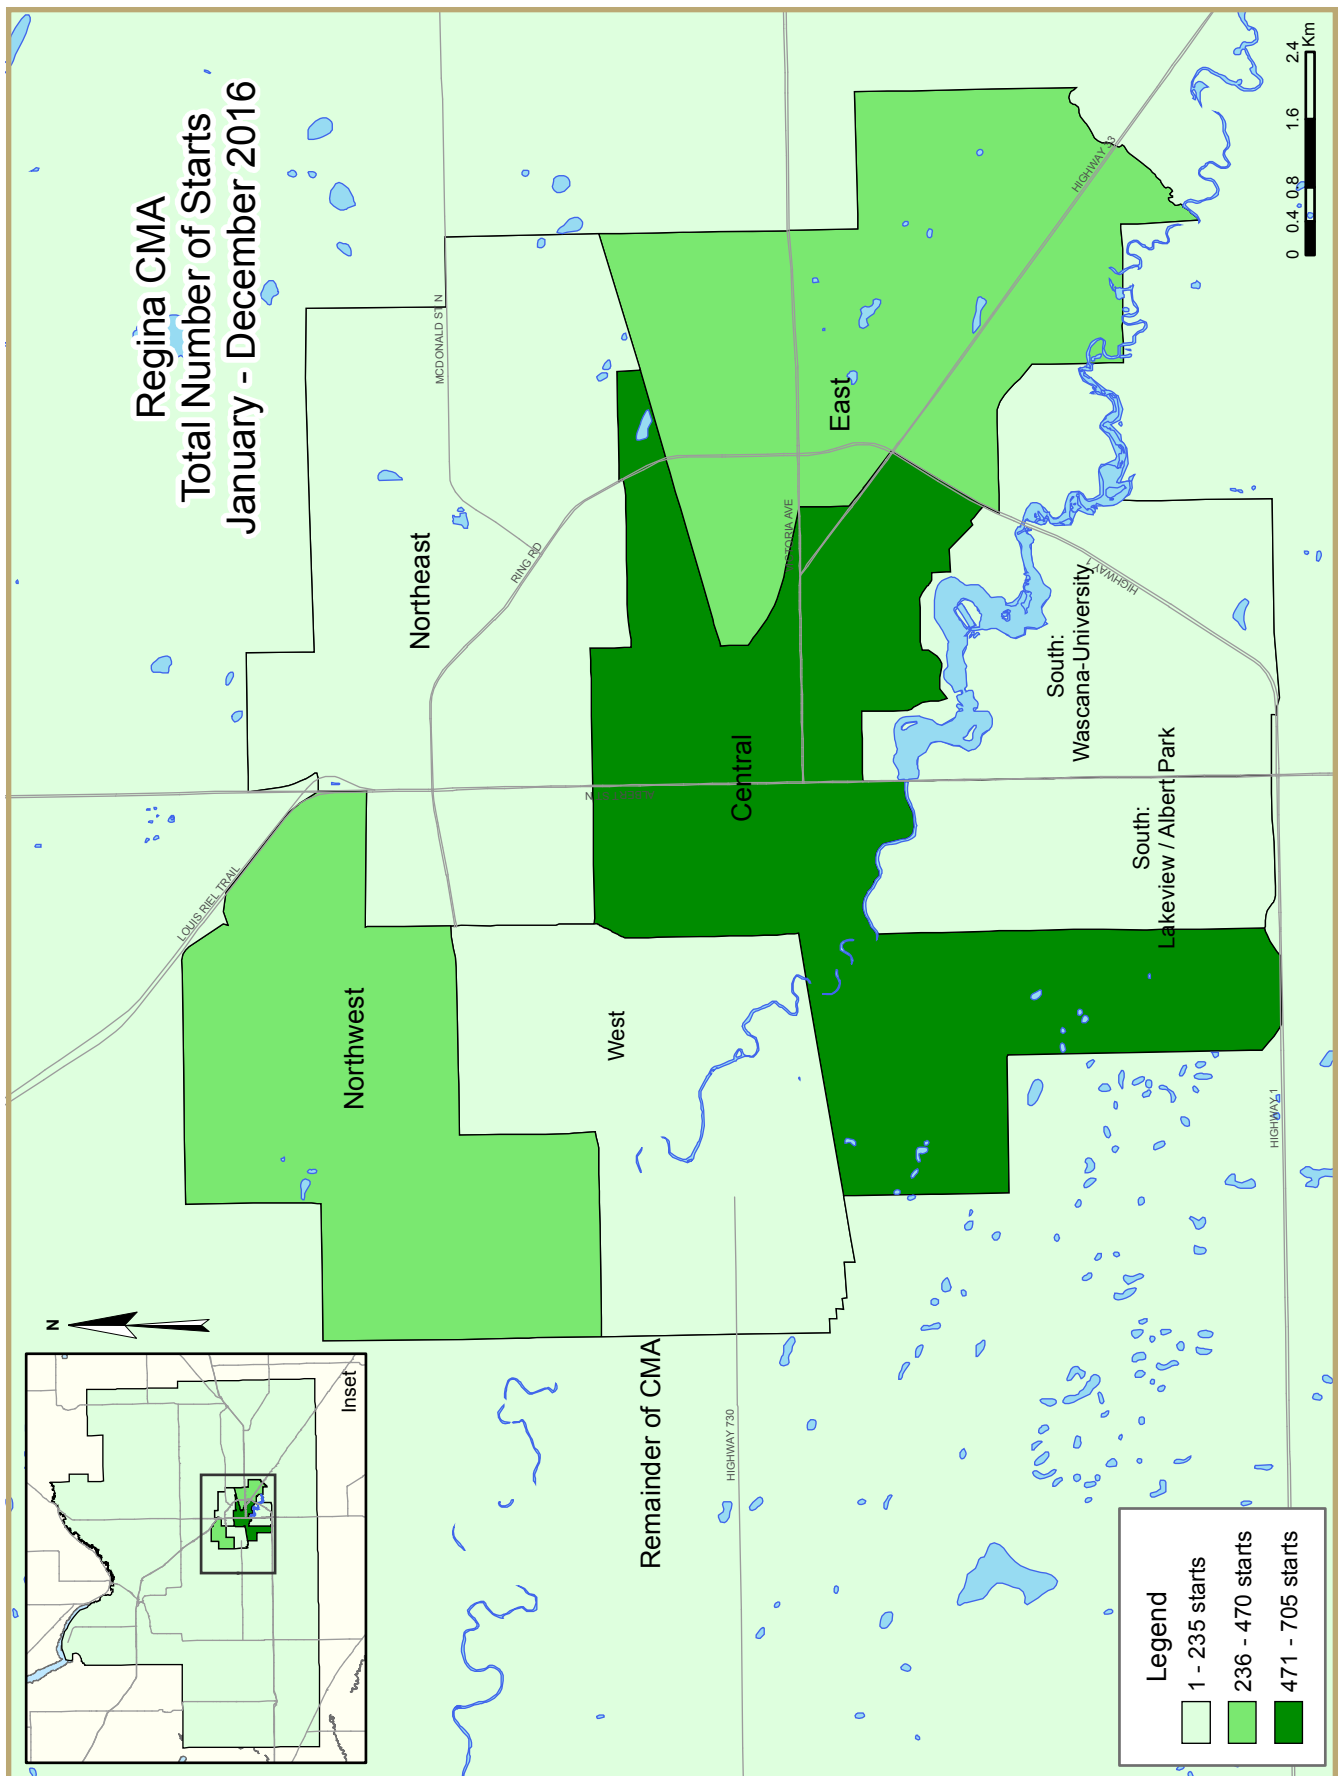 Regina CMA
Total Number of Starts
January - December 2016
N
Inset
LOUIS RIEL TRAIL
Northwest
Northeast
MCDONALD ST N
RING RD
West
Central
East
VICTORIA AVE
HIGHWAY 33
Remainder of CMA
HIGHWAY 730
South:
Wascana-University
South:
Lakeview / Albert Park
HIGHWAY 1
HIGHWAY 1
Legend
1 - 235 starts
236 - 470 starts
471 - 705 starts
0 0.4 0.8 1.6 2.4
Km